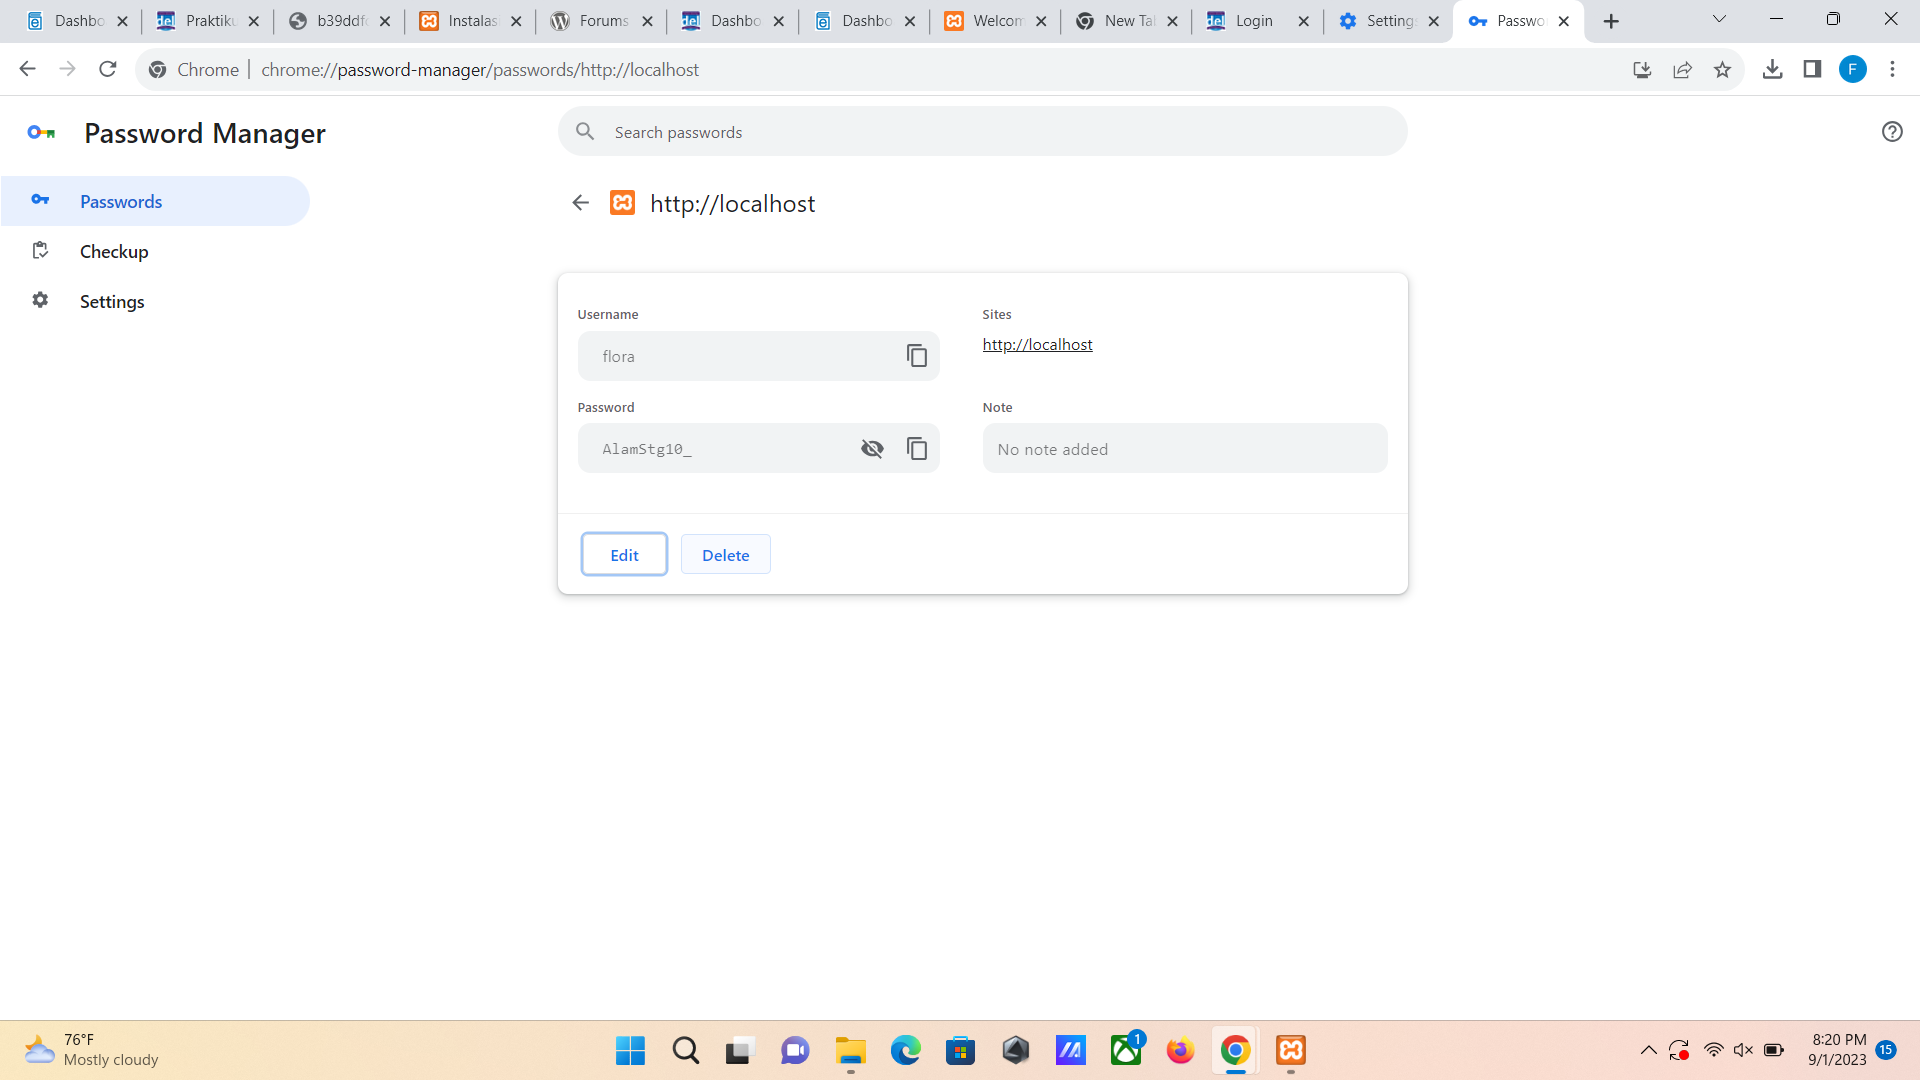 Dashbo
Praktiku
b39ddfd
Instalas
Forums
Dashbo
Dashbo
Welcom
New Tal
Login
Settings
Passwo
Chrome
chrome://password-manager/passwords/http://localhost
F
Password Manager
Search passwords
Passwords
Checkup
Settings
http://localhost
Username
flora
Sites
http://localhost
Password
AlamStg10_
Note
No note added
Edit
Delete
76°F
Mostly cloudy
1
8:20 PM
9/1/2023
15